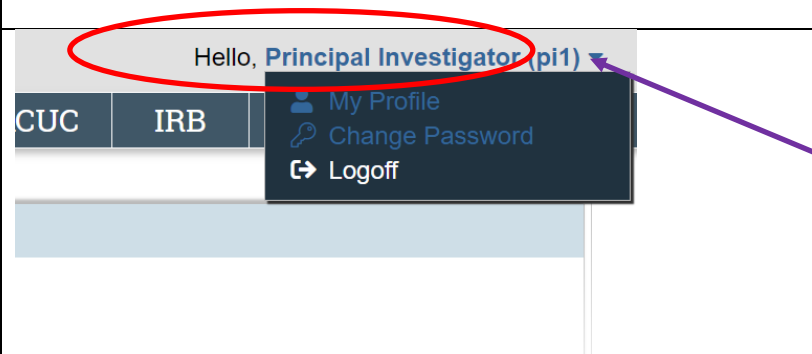 Hello, Principal Investigator (pi1)
CUC IRB
My Profile
Change Password
Logoff